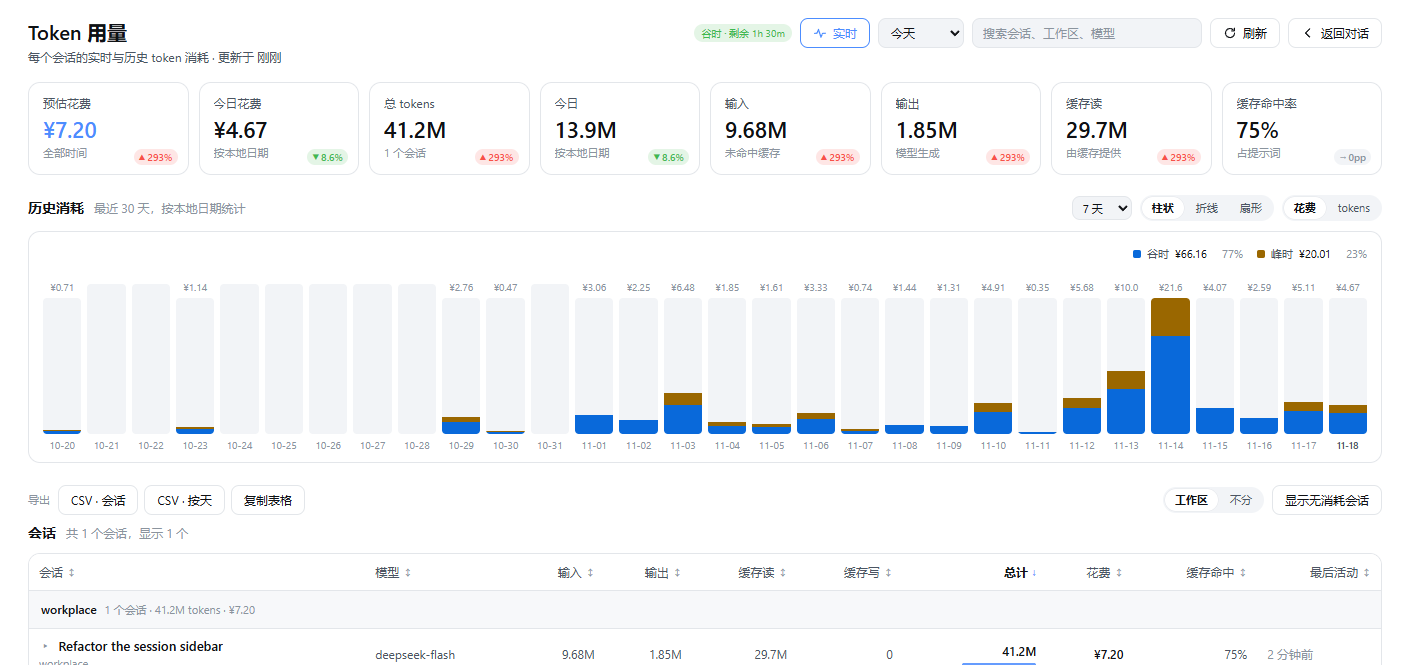 Token 用量
谷时 · 剩余 1h 30m
实时
今天
搜索会话、工作区、模型
刷新
返回对话
每个会话的实时与历史 token 消耗 · 更新于 刚刚
预估花费
¥7.20
全部时间
▲293%
今日花费
¥4.67
按本地日期
▼8.6%
总 tokens
41.2M
1 个会话
▲293%
今日
13.9M
按本地日期
▼8.6%
输入
9.68M
未命中缓存
▲293%
输出
1.85M
模型生成
▲293%
缓存读
29.7M
由缓存提供
▲293%
缓存命中率
75%
占提示词
→0pp
历史消耗 最近 30 天，按本地日期统计
7 天
柱状 折线 扇形
花费 tokens
谷时 ¥66.16 77% 峰时 ¥20.01 23%
¥0.71 ¥1.14 ¥2.76 ¥0.47 ¥3.06 ¥2.25 ¥6.48 ¥1.85 ¥1.61 ¥3.33 ¥0.74 ¥1.44 ¥1.31 ¥4.91 ¥0.35 ¥5.68 ¥10.0 ¥21.6 ¥4.07 ¥2.59 ¥5.11 ¥4.67
10-20 10-21 10-22 10-23 10-24 10-25 10-26 10-27 10-28 10-29 10-30 10-31 11-01 11-02 11-03 11-04 11-05 11-06 11-07 11-08 11-09 11-10 11-11 11-12 11-13 11-14 11-15 11-16 11-17 11-18
导出 CSV · 会话 CSV · 按天 复制表格
工作区 不分 显示无消耗会话
会话 共 1 个会话，显示 1 个
会话 ↕ 模型 ↕ 输入 ↕ 输出 ↕ 缓存读 ↕ 缓存写 ↕ 总计 ↓ 花费 ↕ 缓存命中 ↕ 最后活动 ↕
workplace 1 个会话 · 41.2M tokens · ¥7.20
Refactor the session sidebar
deepseek-flash 9.68M 1.85M 29.7M 0 41.2M ¥7.20 75% 2 分钟前
workplace